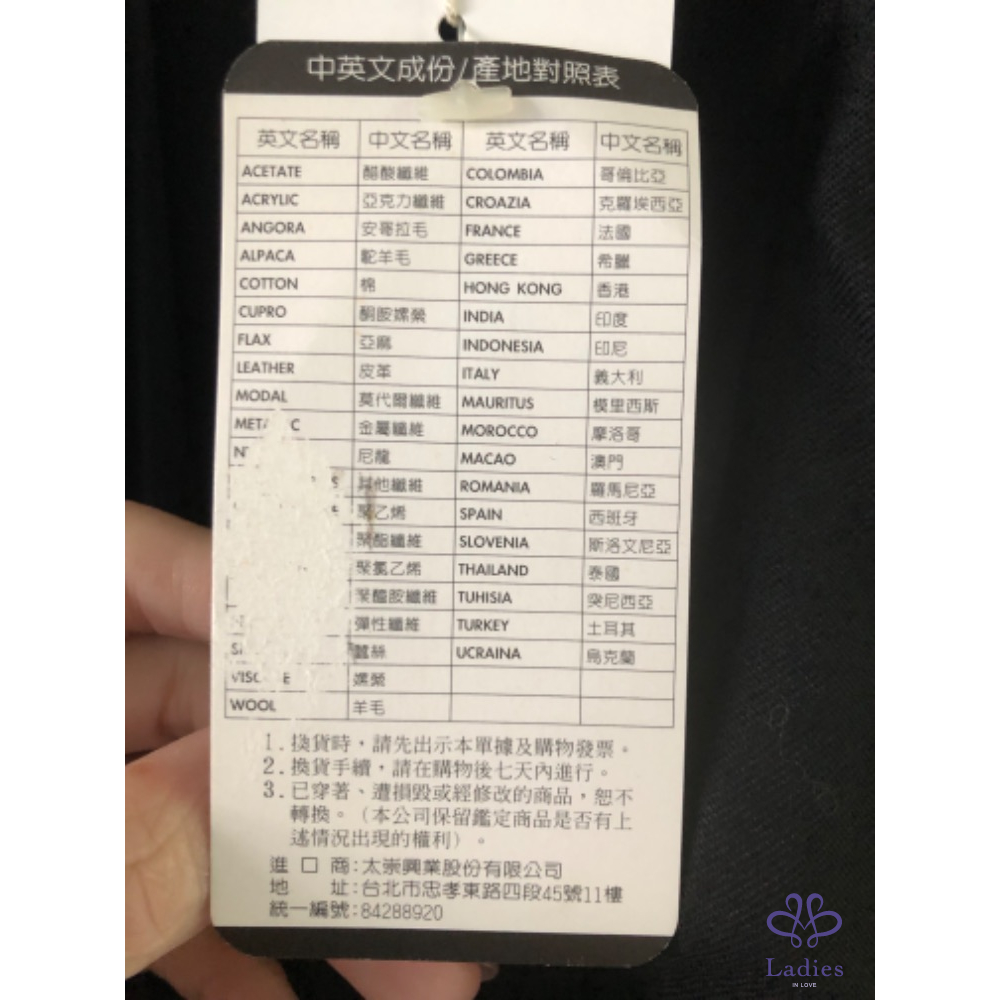 中英文成份/產地對照表
英文名稱 中文名稱 英文名稱 中文名稱
ACETATE 醋酸纖維 COLOMBIA 哥倫比亞
ACRYLIC 亞克力纖維 CROAZIA 克羅埃西亞
ANGORA 安哥拉毛 FRANCE 法國
ALPACA 駝羊毛 GREECE 希臘
COTTON 棉 HONG KONG 香港
CUPRO 酮胺嫘縈 INDIA 印度
FLAX 亞麻 INDONESIA 印尼
LEATHER 皮革 ITALY 義大利
MODAL 莫代爾纖維 MAURITUS 模里西斯
金屬纖維 MOROCCO 摩洛哥
尼龍 MACAO 澳門
其他纖維 ROMANIA 羅馬尼亞
聚乙烯 SPAIN 西班牙
聚酯纖維 SLOVENIA 斯洛文尼亞
聚氯乙烯 THAILAND 泰國
聚醯胺纖維 TUHISIA 突尼西亞
彈性纖維 TURKEY 土耳其
蠶絲 UCRAINA 烏克蘭
嫘縈
WOOL 羊毛
1.換貨時,請先出示本單據及購物發票。
2.換貨手續,請在購物後七天內進行。
3.已穿著、遭損毀或經修改的商品,恕不
轉換。(本公司保留鑑定商品是否有上
述情況出現的權利)。
進口商:太崇興業股份有限公司
地址:台北市忠孝東路四段45號11樓
統一編號:84288920
Ladies
IN LOVE